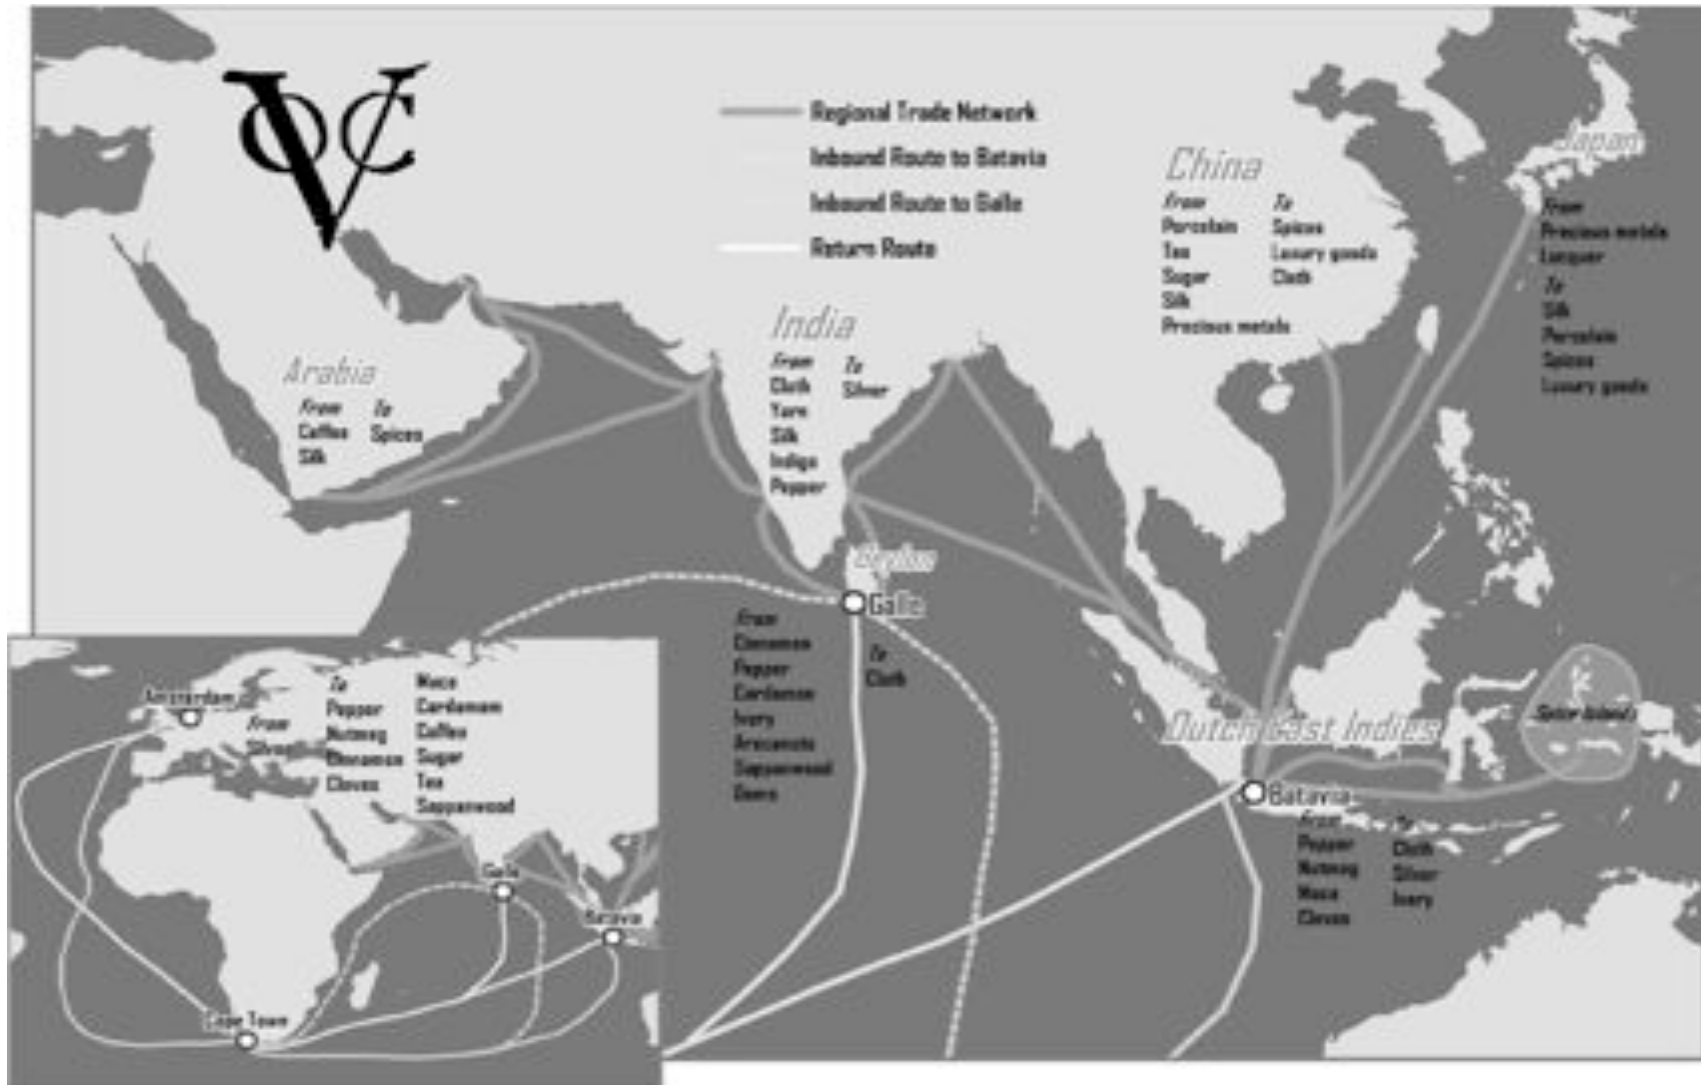 VOC
Regional Trade Network
Inbound Route to Batavia
Inbound Route to Galle
Return Route
China
From
Porcelain
Tea
Sugar
Silk
Precious metals
To
Spices
Luxury goods
Cloth
Japan
From
Precious metals
Lacquer
To
Silk
Porcelain
Spices
Luxury goods
India
From
Cloth
Yarn
Silk
Indigo
Pepper
To
Silver
Arabia
From
Coffee
Silk
To
Spices
Ceylon
Galle
From
Cinnamon
Pepper
Cardamom
Ivory
Arecanuts
Sappanwood
Gems
To
Cloth
Dutch East Indies
Spice Islands
Batavia
From
Pepper
Nutmeg
Mace
Cloves
To
Cloth
Silver
Ivory
Amsterdam
From
Silver
To
Pepper
Nutmeg
Cinnamon
Cloves
Mace
Cardamom
Coffee
Sugar
Tea
Sappanwood
Galle
Batavia
Cape Town